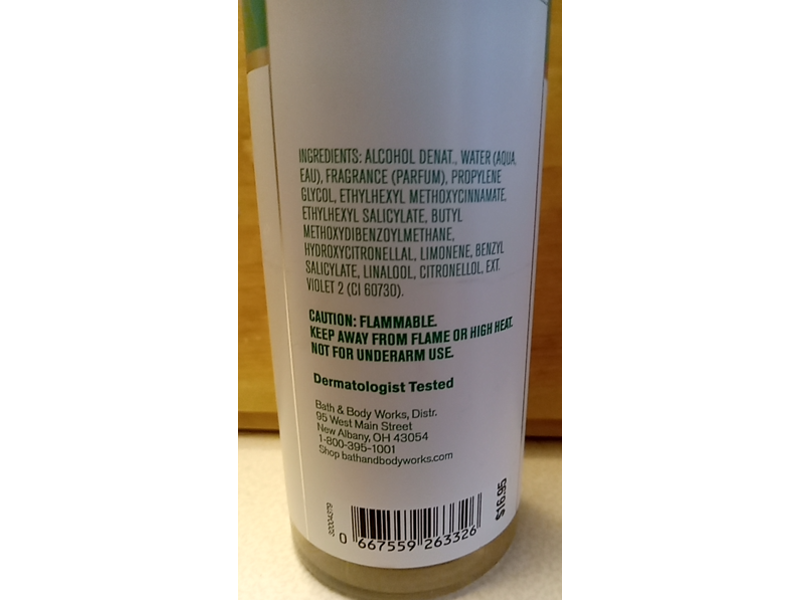 INGREDIENTS: ALCOHOL DENAT., WATER (AQUA,
EAU), FRAGRANCE (PARFUM), PROPYLENE
GLYCOL, ETHYLHEXYL METHOXYCINNAMATE,
ETHYLHEXYL SALICYLATE, BUTYL
METHOXYDIBENZOYLMETHANE,
HYDROXYCITRONELLAL, LIMONENE, BENZYL
SALICYLATE, LINALOOL, CITRONELLOL, EXT.
VIOLET 2 (CI 60730).
CAUTION: FLAMMABLE.
KEEP AWAY FROM FLAME OR HIGH HEAT.
NOT FOR UNDERARM USE.
Dermatologist Tested
Bath & Body Works, Distr.
95 West Main Street
New Albany, OH 43054
1-800-395-1001
Shop bathandbodyworks.com
$16.95
0 667559 263326